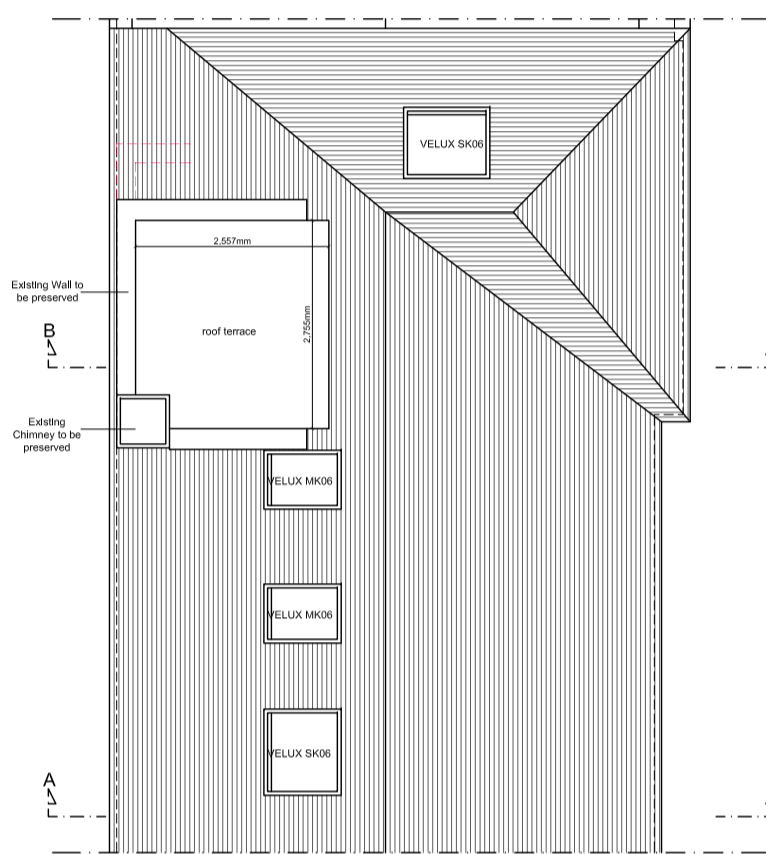 VELUX SK06
2,557mm
Existing Wall to
be preserved
2,755mm
roof terrace
B
Existing
Chimney to be
preserved
VELUX MK06
VELUX MK06
VELUX SK06
A